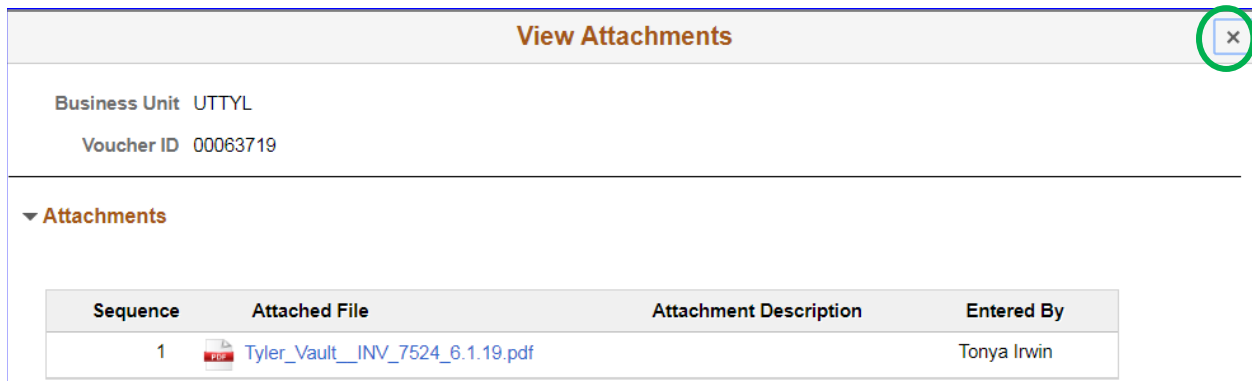 View Attachments
×
Business Unit UTTYL
Voucher ID 00063719
Attachments
Sequence Attached File Attachment Description Entered By
1 PDF Tyler_Vault__INV_7524_6.1.19.pdf Tonya Irwin